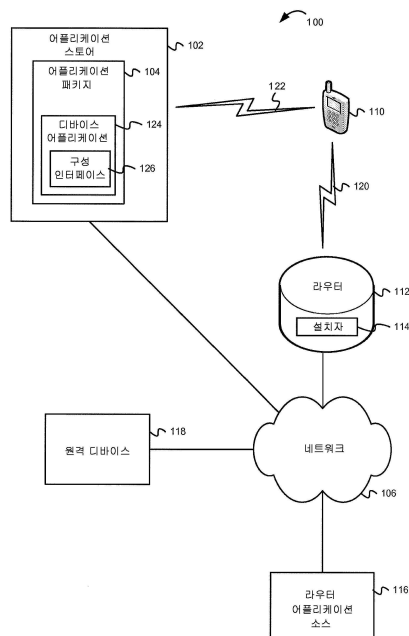 100
어플리케이션
스토어
102
어플리케이션
패키지
104
디바이스
어플리케이션
124
구성
인터페이스
126
122
110
120
라우터
112
설치자
114
원격 디바이스
118
네트워크
106
라우터
어플리케이션
소스
116